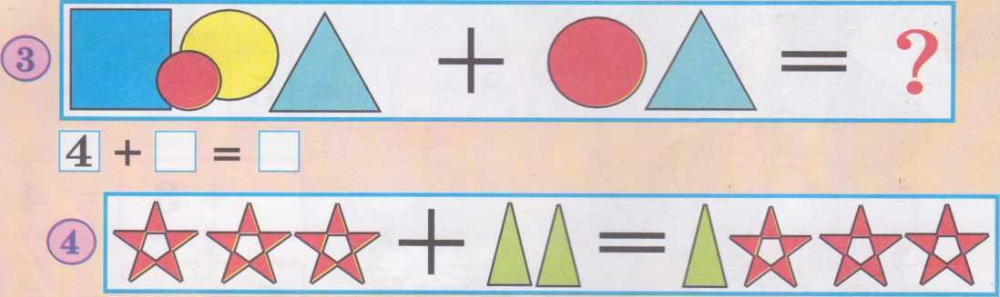 3 + = ?
4 + =
4 + =